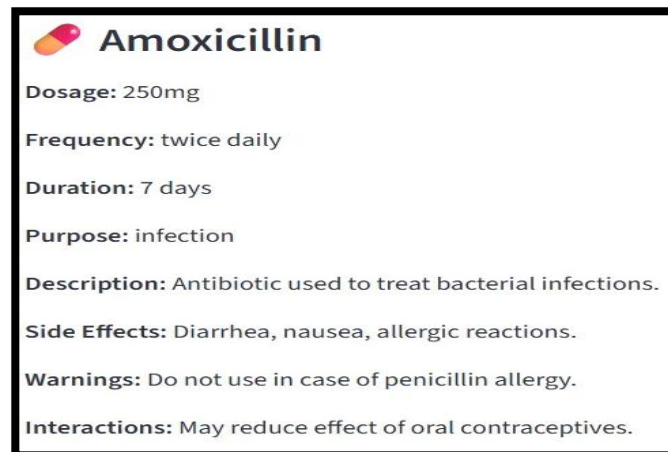 Amoxicillin
Dosage: 250mg
Frequency: twice daily
Duration: 7 days
Purpose: infection
Description: Antibiotic used to treat bacterial infections.
Side Effects: Diarrhea, nausea, allergic reactions.
Warnings: Do not use in case of penicillin allergy.
Interactions: May reduce effect of oral contraceptives.